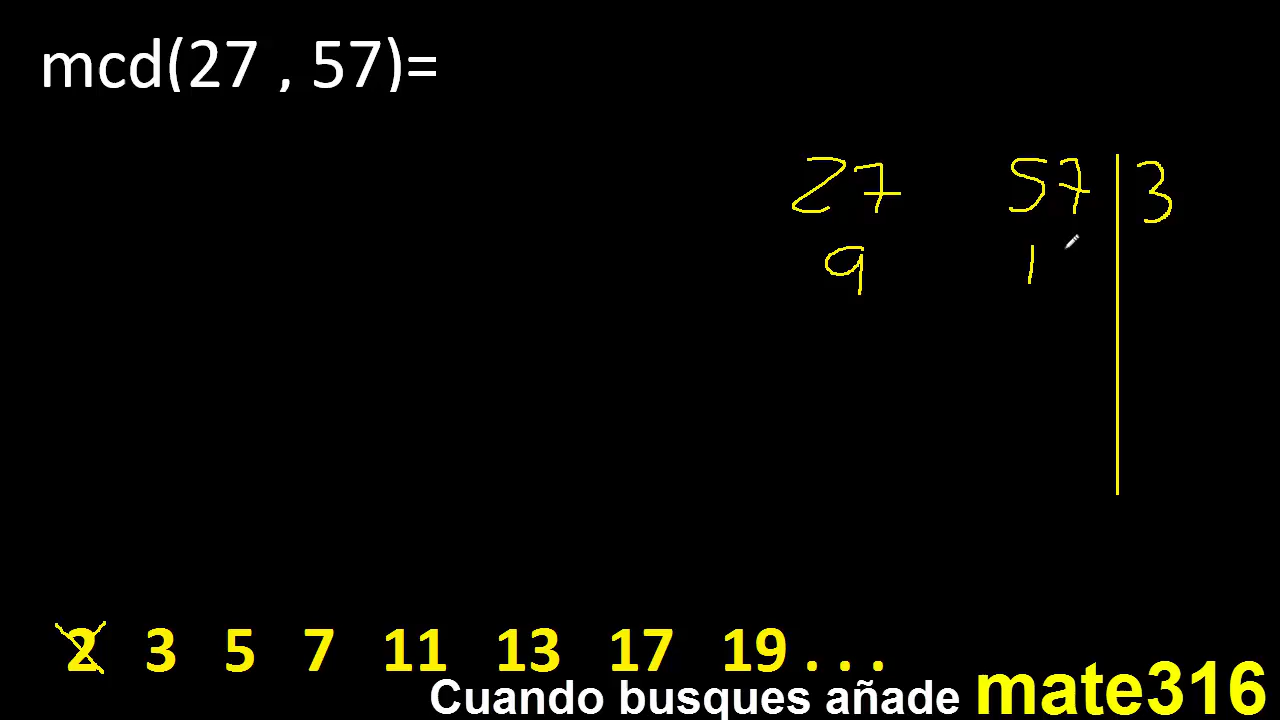 mcd(27 , 57)=
27 57 3
9 1
2 3 5 7 11 13 17 19 . . .
Cuando busques añade mate316